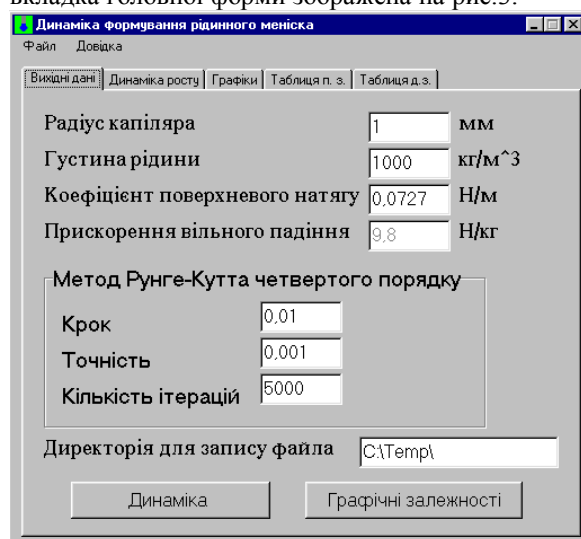 вкладка головної форми зображена на рис.3.
Динаміка формування рідинного меніска
Файл Довідка
Вихідні дані Динаміка росту Графіки Таблиця п. з. Таблиця д.з.
Радіус капіляра 1 мм
Густина рідини 1000 кг/м^3
Коефіцієнт поверхневого натягу 0,0727 Н/м
Прискорення вільного падіння 9,8 Н/кг
Метод Рунге-Кутта четвертого порядку
Крок 0,01
Точність 0,001
Кількість ітерацій 5000
Директорія для запису файла C:\Temp\
Динаміка Графічні залежності